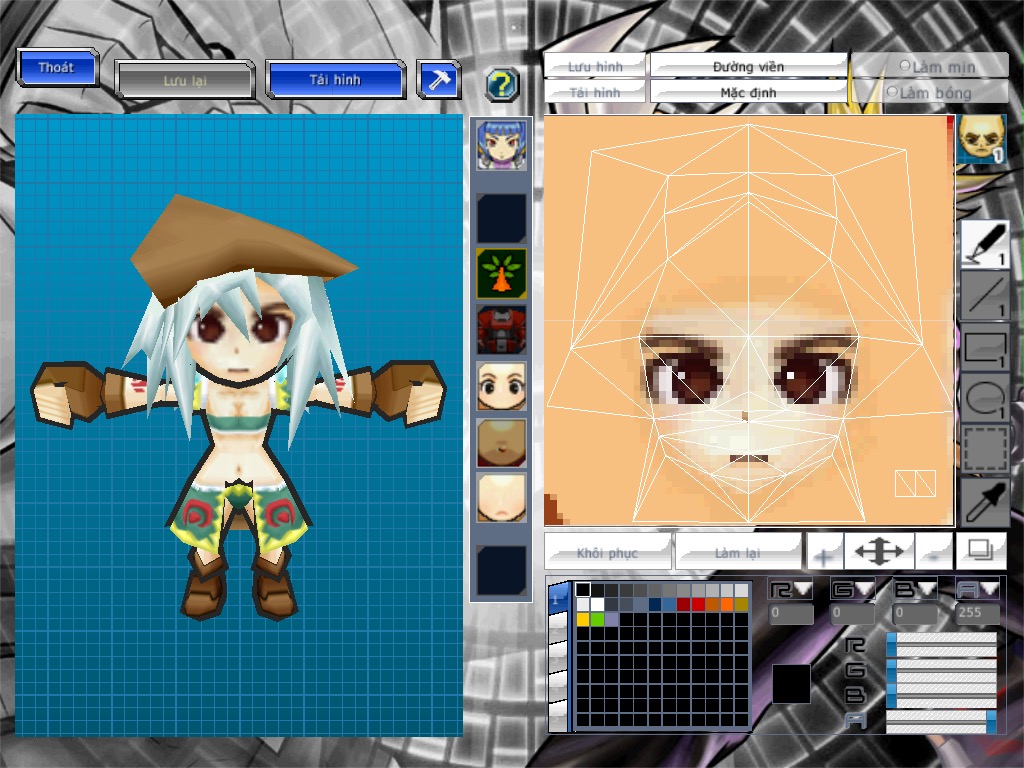 Thoát
Lưu lại
Tải hình
?
Lưu hình
Đường viền
Làm mịn
Tải hình
Mặc định
Làm bóng
1
1
1
1
1
Khôi phục
Làm lại
+
-
1
R G B A
0 0 0 255
R
G
B
A